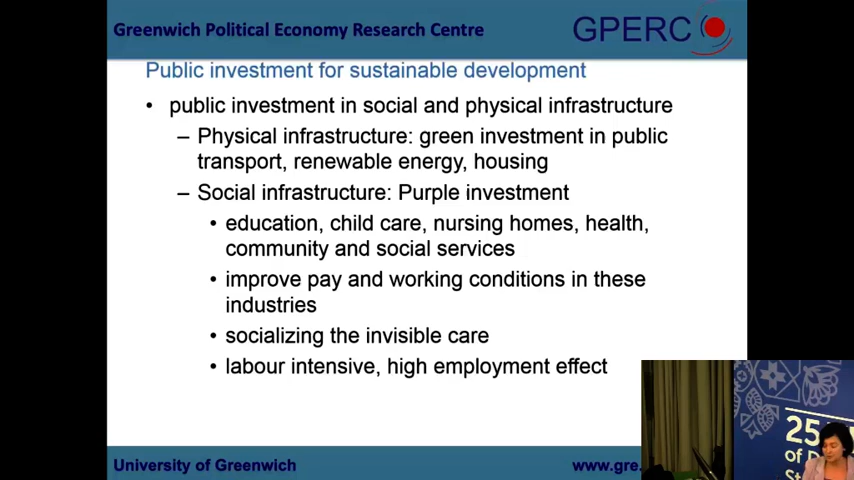 Greenwich Political Economy Research Centre
GPERC
Public investment for sustainable development
• public investment in social and physical infrastructure
– Physical infrastructure: green investment in public
transport, renewable energy, housing
– Social infrastructure: Purple investment
• education, child care, nursing homes, health,
community and social services
• improve pay and working conditions in these
industries
• socializing the invisible care
• labour intensive, high employment effect
25
of
University of Greenwich
www.gre.